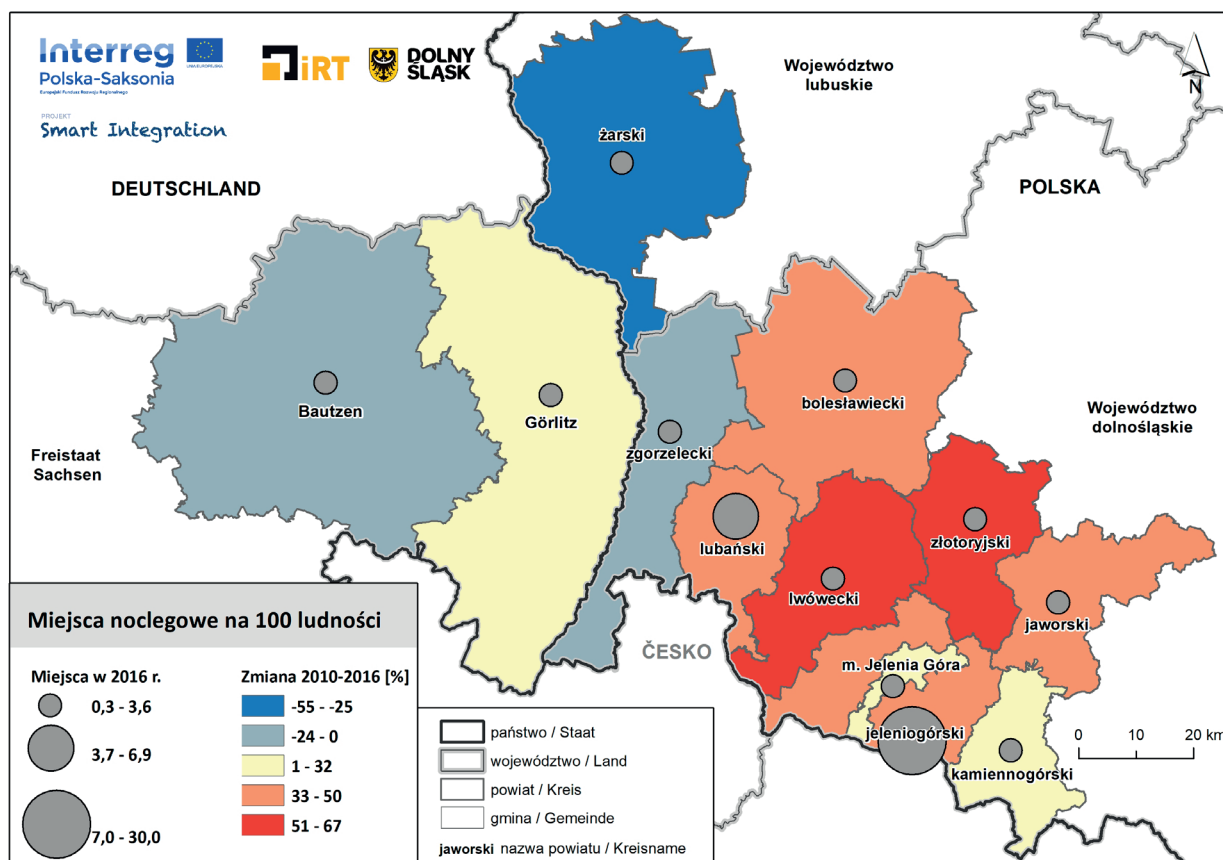 Interreg
UNIA EUROPEJSKA
Polska-Saksonia
Europejski Fundusz Rozwoju Regionalnego
iRT
DOLNY
ŚLĄSK
PROJEKT
Smart Integration
Województwo
lubuskie
N
żarski
DEUTSCHLAND
POLSKA
Bautzen
Görlitz
bolesławiecki
zgorzelecki
Województwo
dolnośląskie
Freistaat
Sachsen
lubański
złotoryjski
lwówecki
jaworski
ČESKO
m. Jelenia Góra
jeleniogórski
kamiennogórski
0 10 20 km
Miejsca noclegowe na 100 ludności
Miejsca w 2016 r.
0,3 - 3,6
3,7 - 6,9
7,0 - 30,0
Zmiana 2010-2016 [%]
-55 - -25
-24 - 0
1 - 32
33 - 50
51 - 67
państwo / Staat
województwo / Land
powiat / Kreis
gmina / Gemeinde
jaworski nazwa powiatu / Kreisname